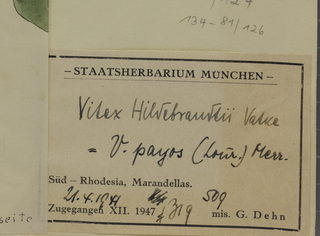 134-81/126
– STAATSHERBARIUM MÜNCHEN –
Vitex Hildebrandtii Vatke
= V. payos (Lour.) Merr.
Süd – Rhodesia, Marandellas.
21.4.1941 509
Zugegangen XII. 1947 319 mis. G. Dehn
seite